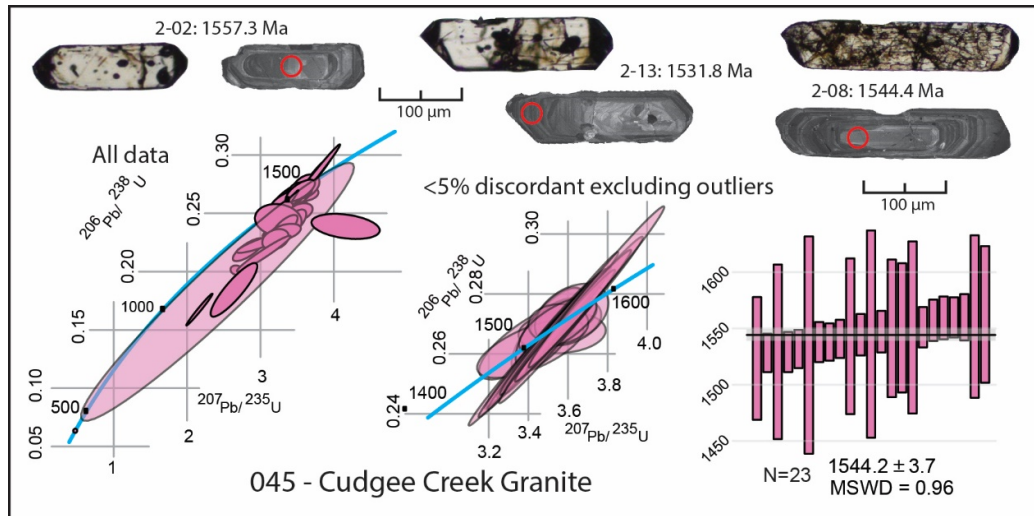 2-02: 1557.3 Ma
100 μm
2-13: 1531.8 Ma
2-08: 1544.4 Ma
100 μm
All data
206Pb/ 238U
0.30
0.25
0.20
0.15
0.10
0.05
1500
1000
500
1
2
3
4
207Pb/ 235U
<5% discordant excluding outliers
206Pb/ 238U
0.30
0.28
0.26
0.24
1600
1500
1400
3.2
3.4
3.6
3.8
4.0
207Pb/ 235U
1600
1550
1500
1450
N=23
1544.2 ± 3.7
MSWD = 0.96
045 - Cudgee Creek Granite